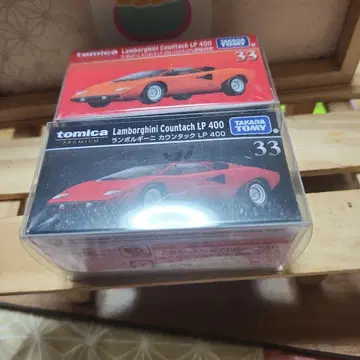 tomica
Lamborghini Countach LP 400
TAKARA TOMY
33
tomica
PREMIUM
Lamborghini Countach LP 400
ランボルギーニ カウンタック LP 400
TAKARA TOMY
33